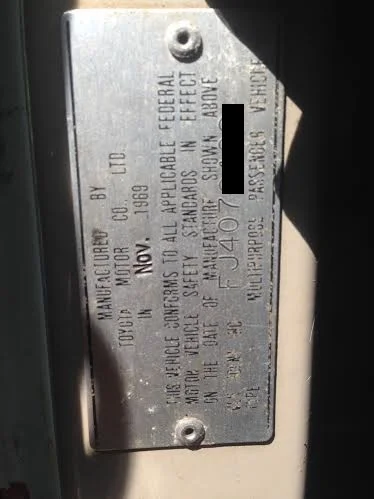 MANUFACTURED BY
TOYOTA MOTOR CO. LTD.
IN Nov. 1969
THIS VEHICLE CONFORMS TO ALL APPLICABLE FEDERAL
MOTOR VEHICLE SAFETY STANDARDS IN EFFECT
ON THE DATE OF MANUFACTURE SHOWN ABOVE
FJ407
TYPE MULTIPURPOSE PASSENGER VEHICLE